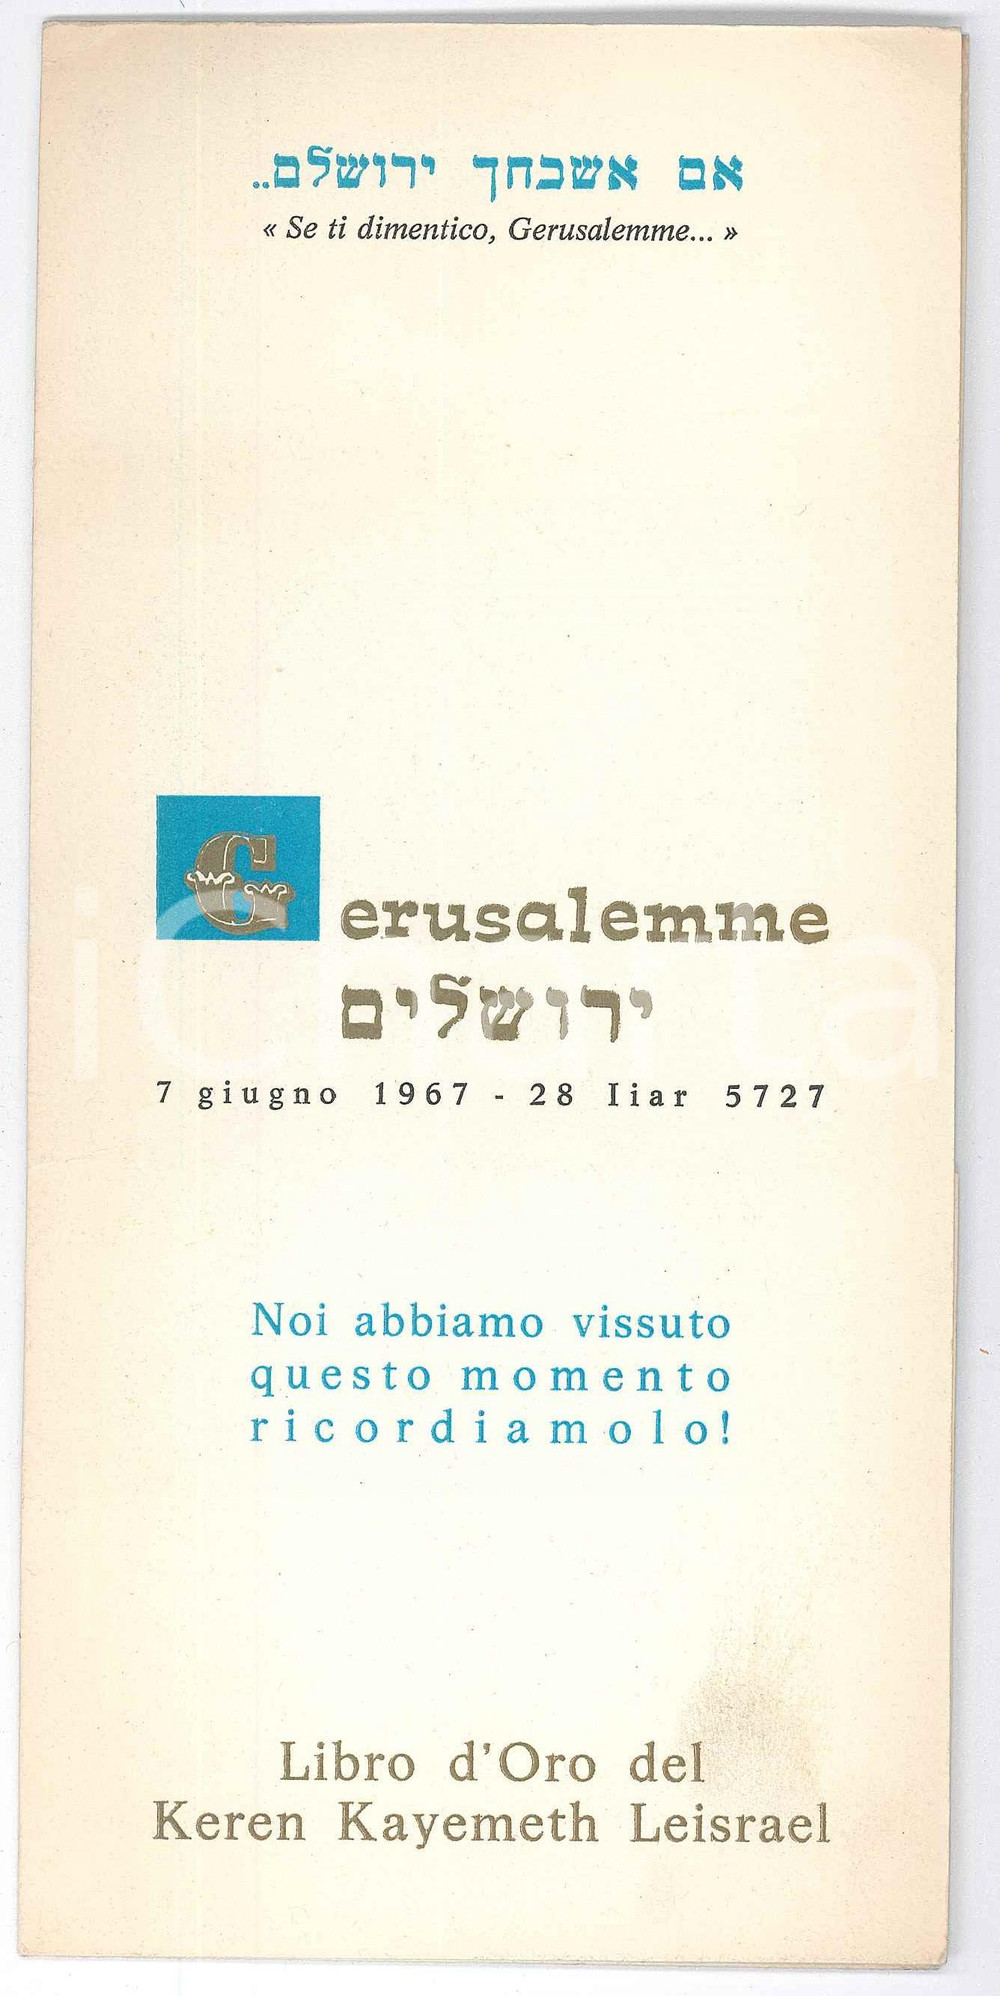 אם אשכחך ירושלם..
« Se ti dimentico, Gerusalemme... »
Gerusalemme
ירושלים
7 giugno 1967 - 28 Iiar 5727
Noi abbiamo vissuto
questo momento
ricordiamolo!
Libro d'Oro del
Keren Kayemeth Leisrael
iCharta